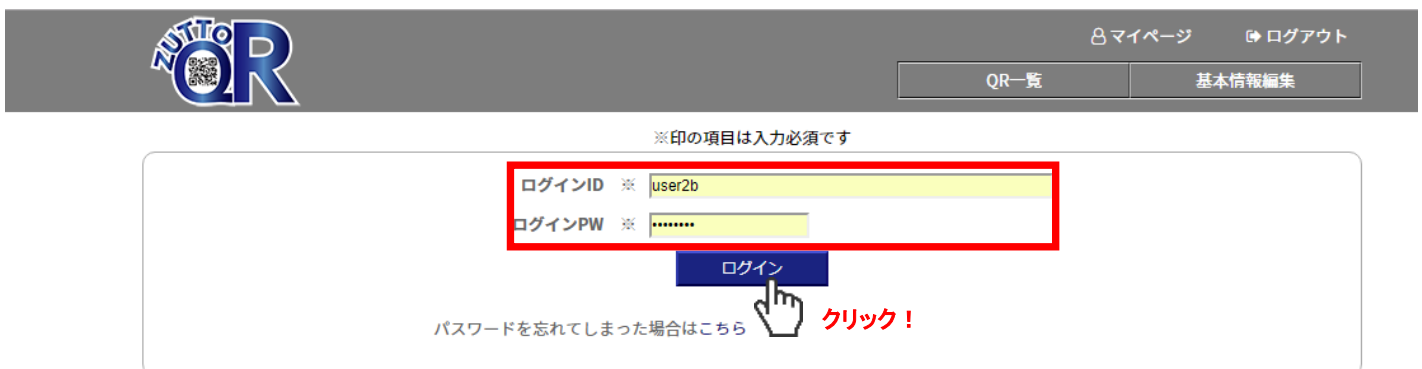 ZUTTO QR
マイページ ログアウト
QR一覧 基本情報編集
※印の項目は入力必須です
ログインID ※ user2b
ログインPW ※ ••••••••
ログイン
クリック！
パスワードを忘れてしまった場合はこちら